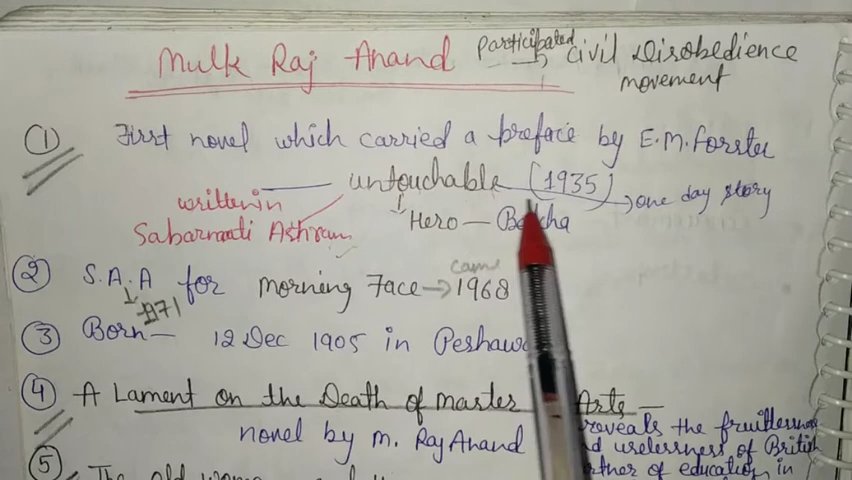 Mulk Raj Anand participated → civil Disobedience
movement
① First novel which carried a preface by E.M. Forster
untouchable (1935) → one day story
written in
Sabarmati Ashram
Hero —
② S.A.A for morning Face → 1968
came
1971
③ Born — 12 Dec 1905 in
④ A Lament on the Death of master Arts —
reveals the
novel by M. Raj Anand uselessness of British
of education in
⑤ The old woman